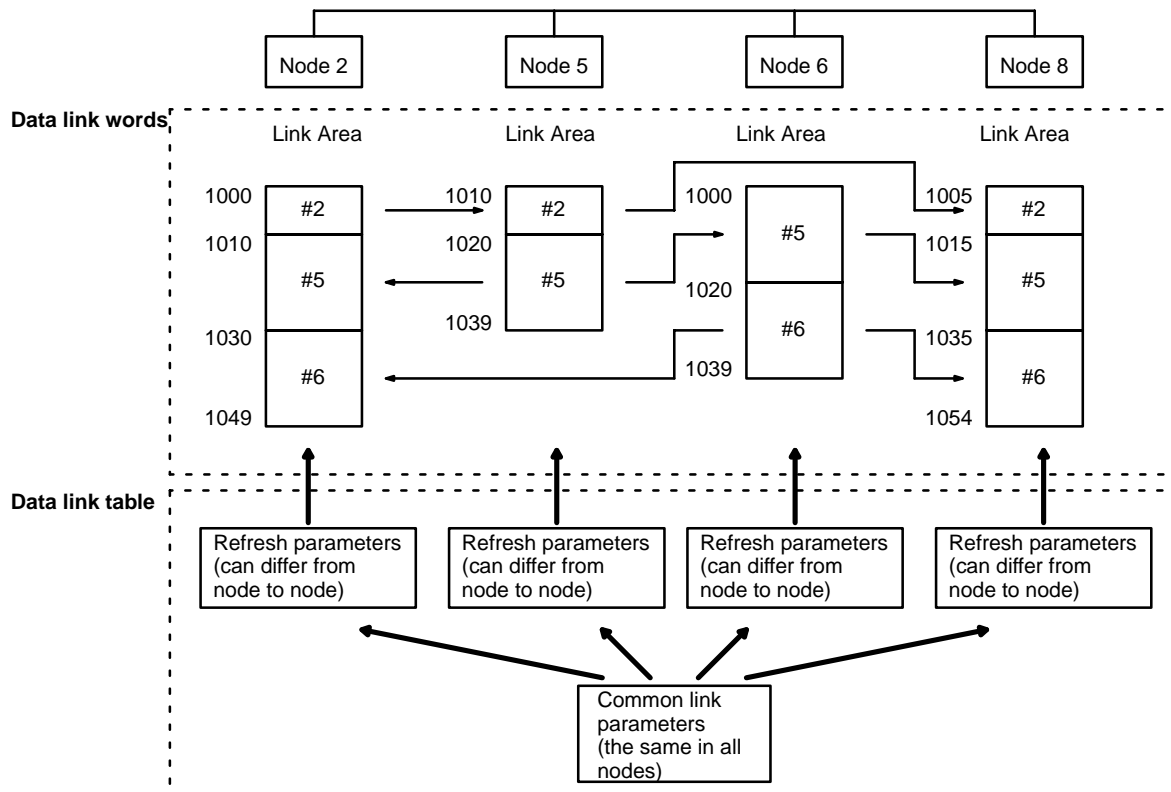 Node 2
Node 5
Node 6
Node 8
Data link words
Link Area
Link Area
Link Area
Link Area
1000
#2
1010
#5
1030
#6
1049
1010
#2
1020
#5
1039
1000
#5
1020
#6
1039
1005
#2
1015
#5
1035
#6
1054
Data link table
Refresh parameters
(can differ from
node to node)
Refresh parameters
(can differ from
node to node)
Refresh parameters
(can differ from
node to node)
Refresh parameters
(can differ from
node to node)
Common link
parameters
(the same in all
nodes)